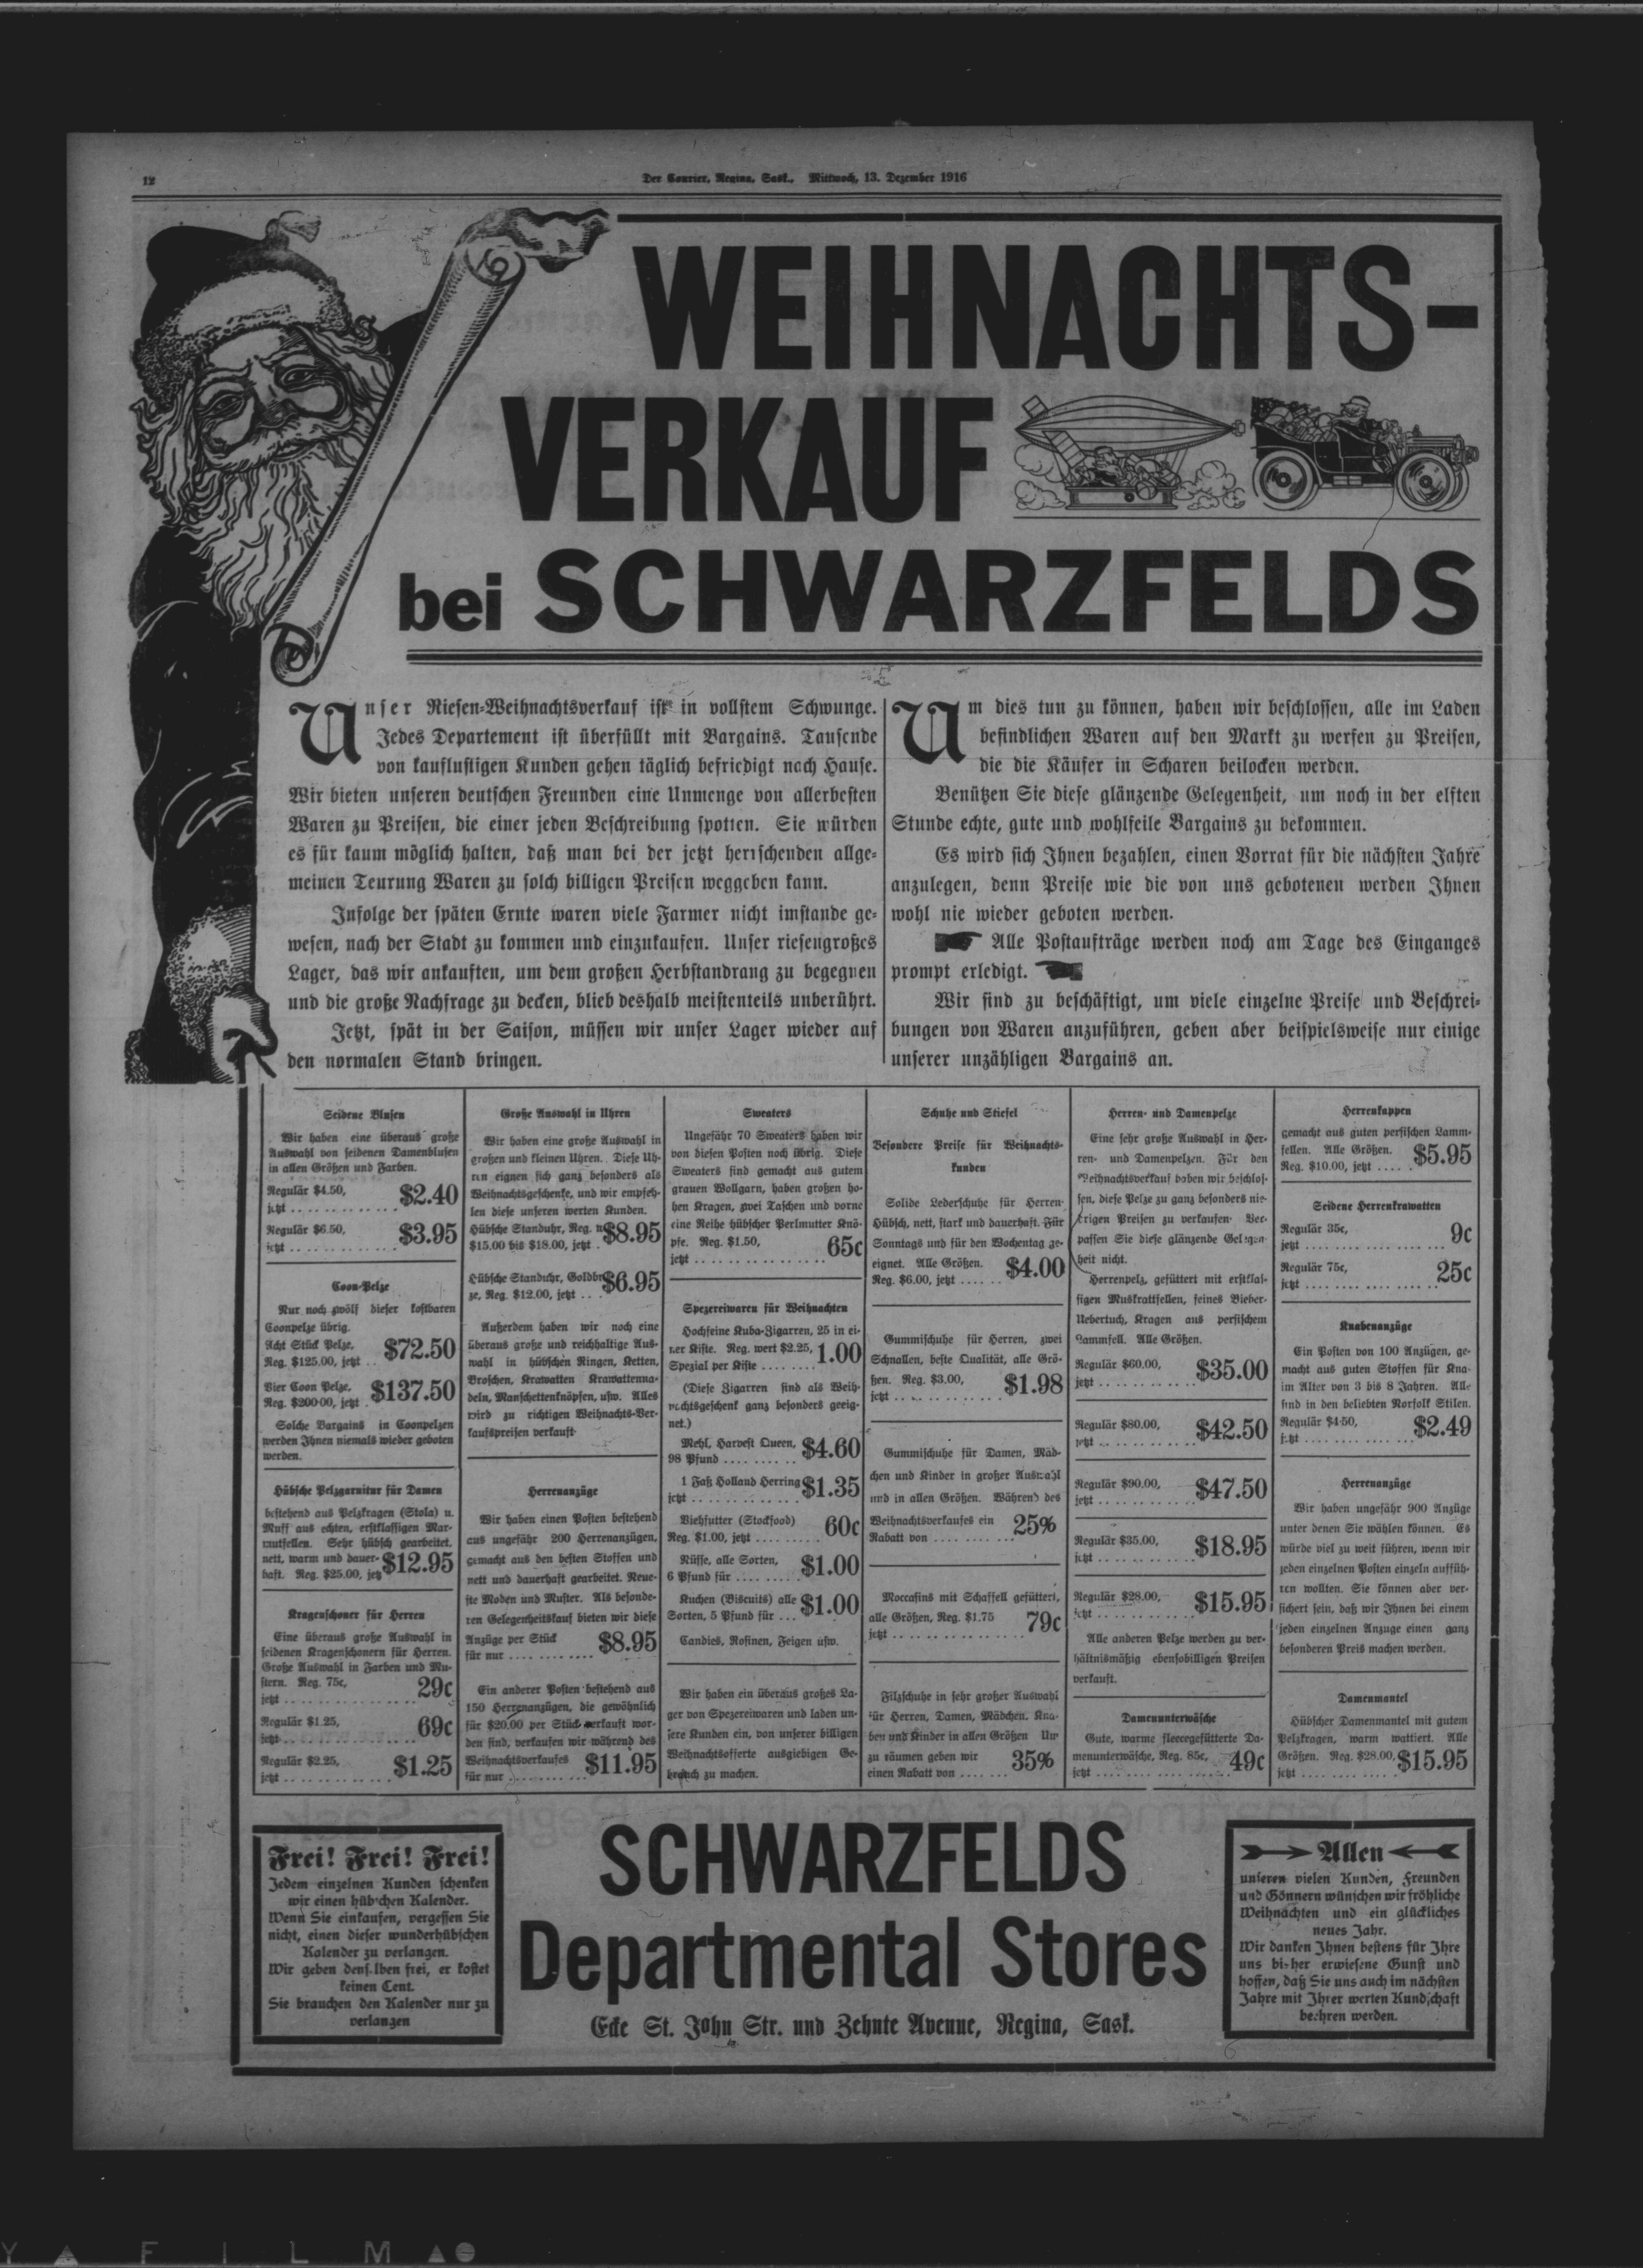 12
Der Courier, Regina, Sask., Mittwoch, 13. Dezember 1916
WEIHNACHTS-
VERKAUF
bei SCHWARZFELDS
Unser Riesen-Weihnachtsverkauf ist in vollstem Schwunge.
Jedes Departement ist überfüllt mit Bargains. Tausende
von kauflustigen Kunden gehen täglich befriedigt nach Hause.
Wir bieten unseren deutschen Freunden eine Unmenge von allerbesten
Waren zu Preisen, die einer jeden Beschreibung spotten. Sie würden
es für kaum möglich halten, daß man bei der jetzt herrschenden allge-
meinen Teurung Waren zu solch billigen Preisen weggeben kann.
Infolge der späten Ernte waren viele Farmer nicht imstande ge-
wesen, nach der Stadt zu kommen und einzukaufen. Unser riesengroßes
Lager, das wir ankauften, um dem großen Herbstandrang zu begegnen
und die große Nachfrage zu decken, blieb deshalb meistenteils unberührt.
Jetzt, spät in der Saison, müssen wir unser Lager wieder auf
den normalen Stand bringen.
Um dies tun zu können, haben wir beschlossen, alle im Laden
befindlichen Waren auf den Markt zu werfen zu Preisen,
die die Käufer in Scharen beilocken werden.
Benützen Sie diese glänzende Gelegenheit, um noch in der elften
Stunde echte, gute und wohlfeile Bargains zu bekommen.
Es wird sich Ihnen bezahlen, einen Vorrat für die nächsten Jahre
anzulegen, denn Preise wie die von uns gebotenen werden Ihnen
wohl nie wieder geboten werden.
Alle Postaufträge werden noch am Tage des Einganges
prompt erledigt.
Wir sind zu beschäftigt, um viele einzelne Preise und Beschrei-
bungen von Waren anzuführen, geben aber beispielsweise nur einige
unserer unzähligen Bargains an.
Seidene Blusen
Wir haben eine überaus große
Auswahl von seidenen Damenblusen
in allen Größen und Farben.
Regulär $4.50,
jetzt . . . . . $2.40
Regulär $6.50,
jetzt . . . . . $3.95
Coon-Pelze
Nur noch zwölf dieser kostbaren
Coonpelze übrig.
Acht Stück Pelze,
Reg. $125.00, jetzt . . $72.50
Vier Coon Pelze,
Reg. $200.00, jetzt . $137.50
Solche Bargains in Coonpelzen
werden Ihnen niemals wieder geboten
werden.
Hübsche Pelzgarnitur für Damen
bestehend aus Pelzkragen (Stola) u.
Muff aus echten, erstklassigen Mar-
mutfellen. Sehr hübsch gearbeitet,
nett, warm und dauer-
haft. Reg. $25.00, jetz $12.95
Kragenschoner für Herren
Eine überaus große Auswahl in
seidenen Kragenschonern für Herren.
Große Auswahl in Farben und Mu-
stern. Reg. 75c,
jetzt . . . . . 29c
Regulär $1.25,
jetzt . . . . . 69c
Regulär $2.25,
jetzt . . . . . $1.25
Große Auswahl in Uhren
Wir haben eine große Auswahl in
großen und kleinen Uhren. Diese Uh-
ren eignen sich ganz besonders als
Weihnachtsgeschenke, und wir empfeh-
len diese unseren werten Kunden.
Hübsche Standuhr, Reg.
$15.00 bis $18.00, jetzt . $8.95
Hübsche Standuhr, Goldbr
ze, Reg. $12.00, jetzt . . $6.95
Außerdem haben wir noch eine
überaus große und reichhaltige Aus-
wahl in hübschen Ringen, Ketten,
Broschen, Krawatten Krawattenna-
deln, Manschettenknöpfen, usw. Alles
wird zu richtigen Weihnachts-Ver-
kaufspreisen verkauft
Herrenanzüge
Wir haben einen Posten bestehend
aus ungefähr 200 Herrenanzügen,
gemacht aus den besten Stoffen und
nett und dauerhaft gearbeitet. Neue-
ste Moden und Muster. Als besonde-
ren Gelegenheitskauf bieten wir diese
Anzüge per Stück
für nur . . . . . $8.95
Ein anderer Posten bestehend aus
150 Herrenanzügen, die gewöhnlich
für $20.00 per Stück verkauft wor-
den sind, verkaufen wir während des
Weihnachtsverkaufes
für nur . . . . . $11.95
Sweaters
Ungefähr 70 Sweaters haben wir
von diesen Posten noch übrig. Diese
Sweaters sind gemacht aus gutem
grauen Wollgarn, haben großen ho-
hen Kragen, zwei Taschen und vorne
eine Reihe hübscher Perlmutter Knö-
pfe. Reg. $1.50,
jetzt . . . . . 65c
Spezereiwaren für Weihnachten
Hochfeine Kuba-Zigarren, 25 in ei-
ner Kiste. Reg. wert $2.25,
Spezial per Kiste . . . . . 1.00
(Diese Zigarren sind als Weih-
nachtsgeschenk ganz besonders geeig-
net.)
Mehl, Harvest Queen,
98 Pfund . . . . . $4.60
1 Faß Holland Herring
jetzt . . . . . $1.35
Viehfutter (Stockfood)
Reg. $1.00, jetzt . . . . . 60c
Nüsse, alle Sorten,
6 Pfund für . . . . . $1.00
Kuchen (Biscuits) alle
Sorten, 5 Pfund für . . . $1.00
Candies, Rosinen, Feigen usw.
Wir haben ein überaus großes La-
ger von Spezereiwaren und laden un-
sere Kunden ein, von unserer billigen
Weihnachtsofferte ausgiebigen Ge-
brauch zu machen.
Schuhe und Stiefel
Besondere Preise für Weihnachts-
kunden
Solide Lederschuhe für Herren
Hübsch, nett, stark und dauerhaft. Für
Sonntags und für den Wochentag ge-
eignet. Alle Größen.
Reg. $6.00, jetzt . . . . . $4.00
Gummischuhe für Herren, zwei
Schnallen, beste Qualität, alle Grö-
ßen. Reg. $3.00,
jetzt . . . . . $1.98
Gummischuhe für Damen, Mäd-
chen und Kinder in großer Auswahl
und in allen Größen. Während des
Weihnachtsverkaufes ein
Rabatt von . . . . . 25%
Moccasins mit Schaffell gefüttert,
alle Größen, Reg. $1.75
jetzt . . . . . 79c
Filzschuhe in sehr großer Auswahl
für Herren, Damen, Mädchen. Kna-
ben und Kinder in allen Größen Um
zu räumen geben wir
einen Rabatt von . . . . . 35%
Herren- und Damenpelze
Eine sehr große Auswahl in Her-
ren- und Damenpelzen. Für den
Weihnachtsverkauf haben wir beschlos-
sen, diese Pelze zu ganz besonders nie-
drigen Preisen zu verkaufen. Ver-
passen Sie diese glänzende Gelegen-
heit nicht.
Herrenpelz, gefüttert mit erstklas-
sigen Muskrattfellen, feines Bieber-
Uebertuch, Kragen aus persischem
Lammfell. Alle Größen.
Regulär $60.00,
jetzt . . . . . $35.00
Regulär $80.00,
jetzt . . . . . $42.50
Regulär $90.00,
jetzt . . . . . $47.50
Regulär $35.00,
jetzt . . . . . $18.95
Regulär $28.00,
jetzt . . . . . $15.95
Alle anderen Pelze werden zu ver-
hältnismäßig ebensobilligen Preisen
verkauft.
Damenunterwäsche
Gute, warme fleecegefütterte Da-
menunterwäsche, Reg. 85c,
jetzt . . . . . 49c
Herrenkappen
gemacht aus guten persischen Lamm-
fellen. Alle Größen.
Reg. $10.00, jetzt . . . . . $5.95
Seidene Herrenkrawatten
Regulär 35c,
jetzt . . . . . 9c
Regulär 75c,
jetzt . . . . . 25c
Knabenanzüge
Ein Posten von 100 Anzügen, ge-
macht aus guten Stoffen für Kna-
im Alter von 3 bis 8 Jahren. Alle
sind in den beliebten Norfolk Stilen.
Regulär $4.50,
jetzt . . . . . $2.49
Herrenanzüge
Wir haben ungefähr 900 Anzüge
unter denen Sie wählen können. Es
würde viel zu weit führen, wenn wir
jeden einzelnen Posten einzeln aufüh-
ren wollten. Sie können aber ver-
sichert sein, daß wir Ihnen bei einem
jeden einzelnen Anzuge einen ganz
besonderen Preis machen werden.
Damenmantel
Hübscher Damenmantel mit gutem
Pelzkragen, warm wattiert. Alle
Größen. Reg. $28.00,
jetzt . . . . . $15.95
Frei! Frei! Frei!
Jedem einzelnen Kunden schenken
wir einen hübschen Kalender.
Wenn Sie einkaufen, vergessen Sie
nicht, einen dieser wunderhübschen
Kalender zu verlangen.
Wir geben denselben frei, er kostet
keinen Cent.
Sie brauchen den Kalender nur zu
verlangen
SCHWARZFELDS
Departmental Stores
Ecke St. John Str. und Zehnte Avenue, Regina, Sask.
Allen
unseren vielen Kunden, Freunden
und Gönnern wünschen wir fröhliche
Weihnachten und ein glückliches
neues Jahr.
Wir danken Ihnen bestens für Ihre
uns bisher erwiesene Gunst und
hoffen, daß Sie uns auch im nächsten
Jahre mit Ihrer werten Kundschaft
beehren werden.
Y A F I L M